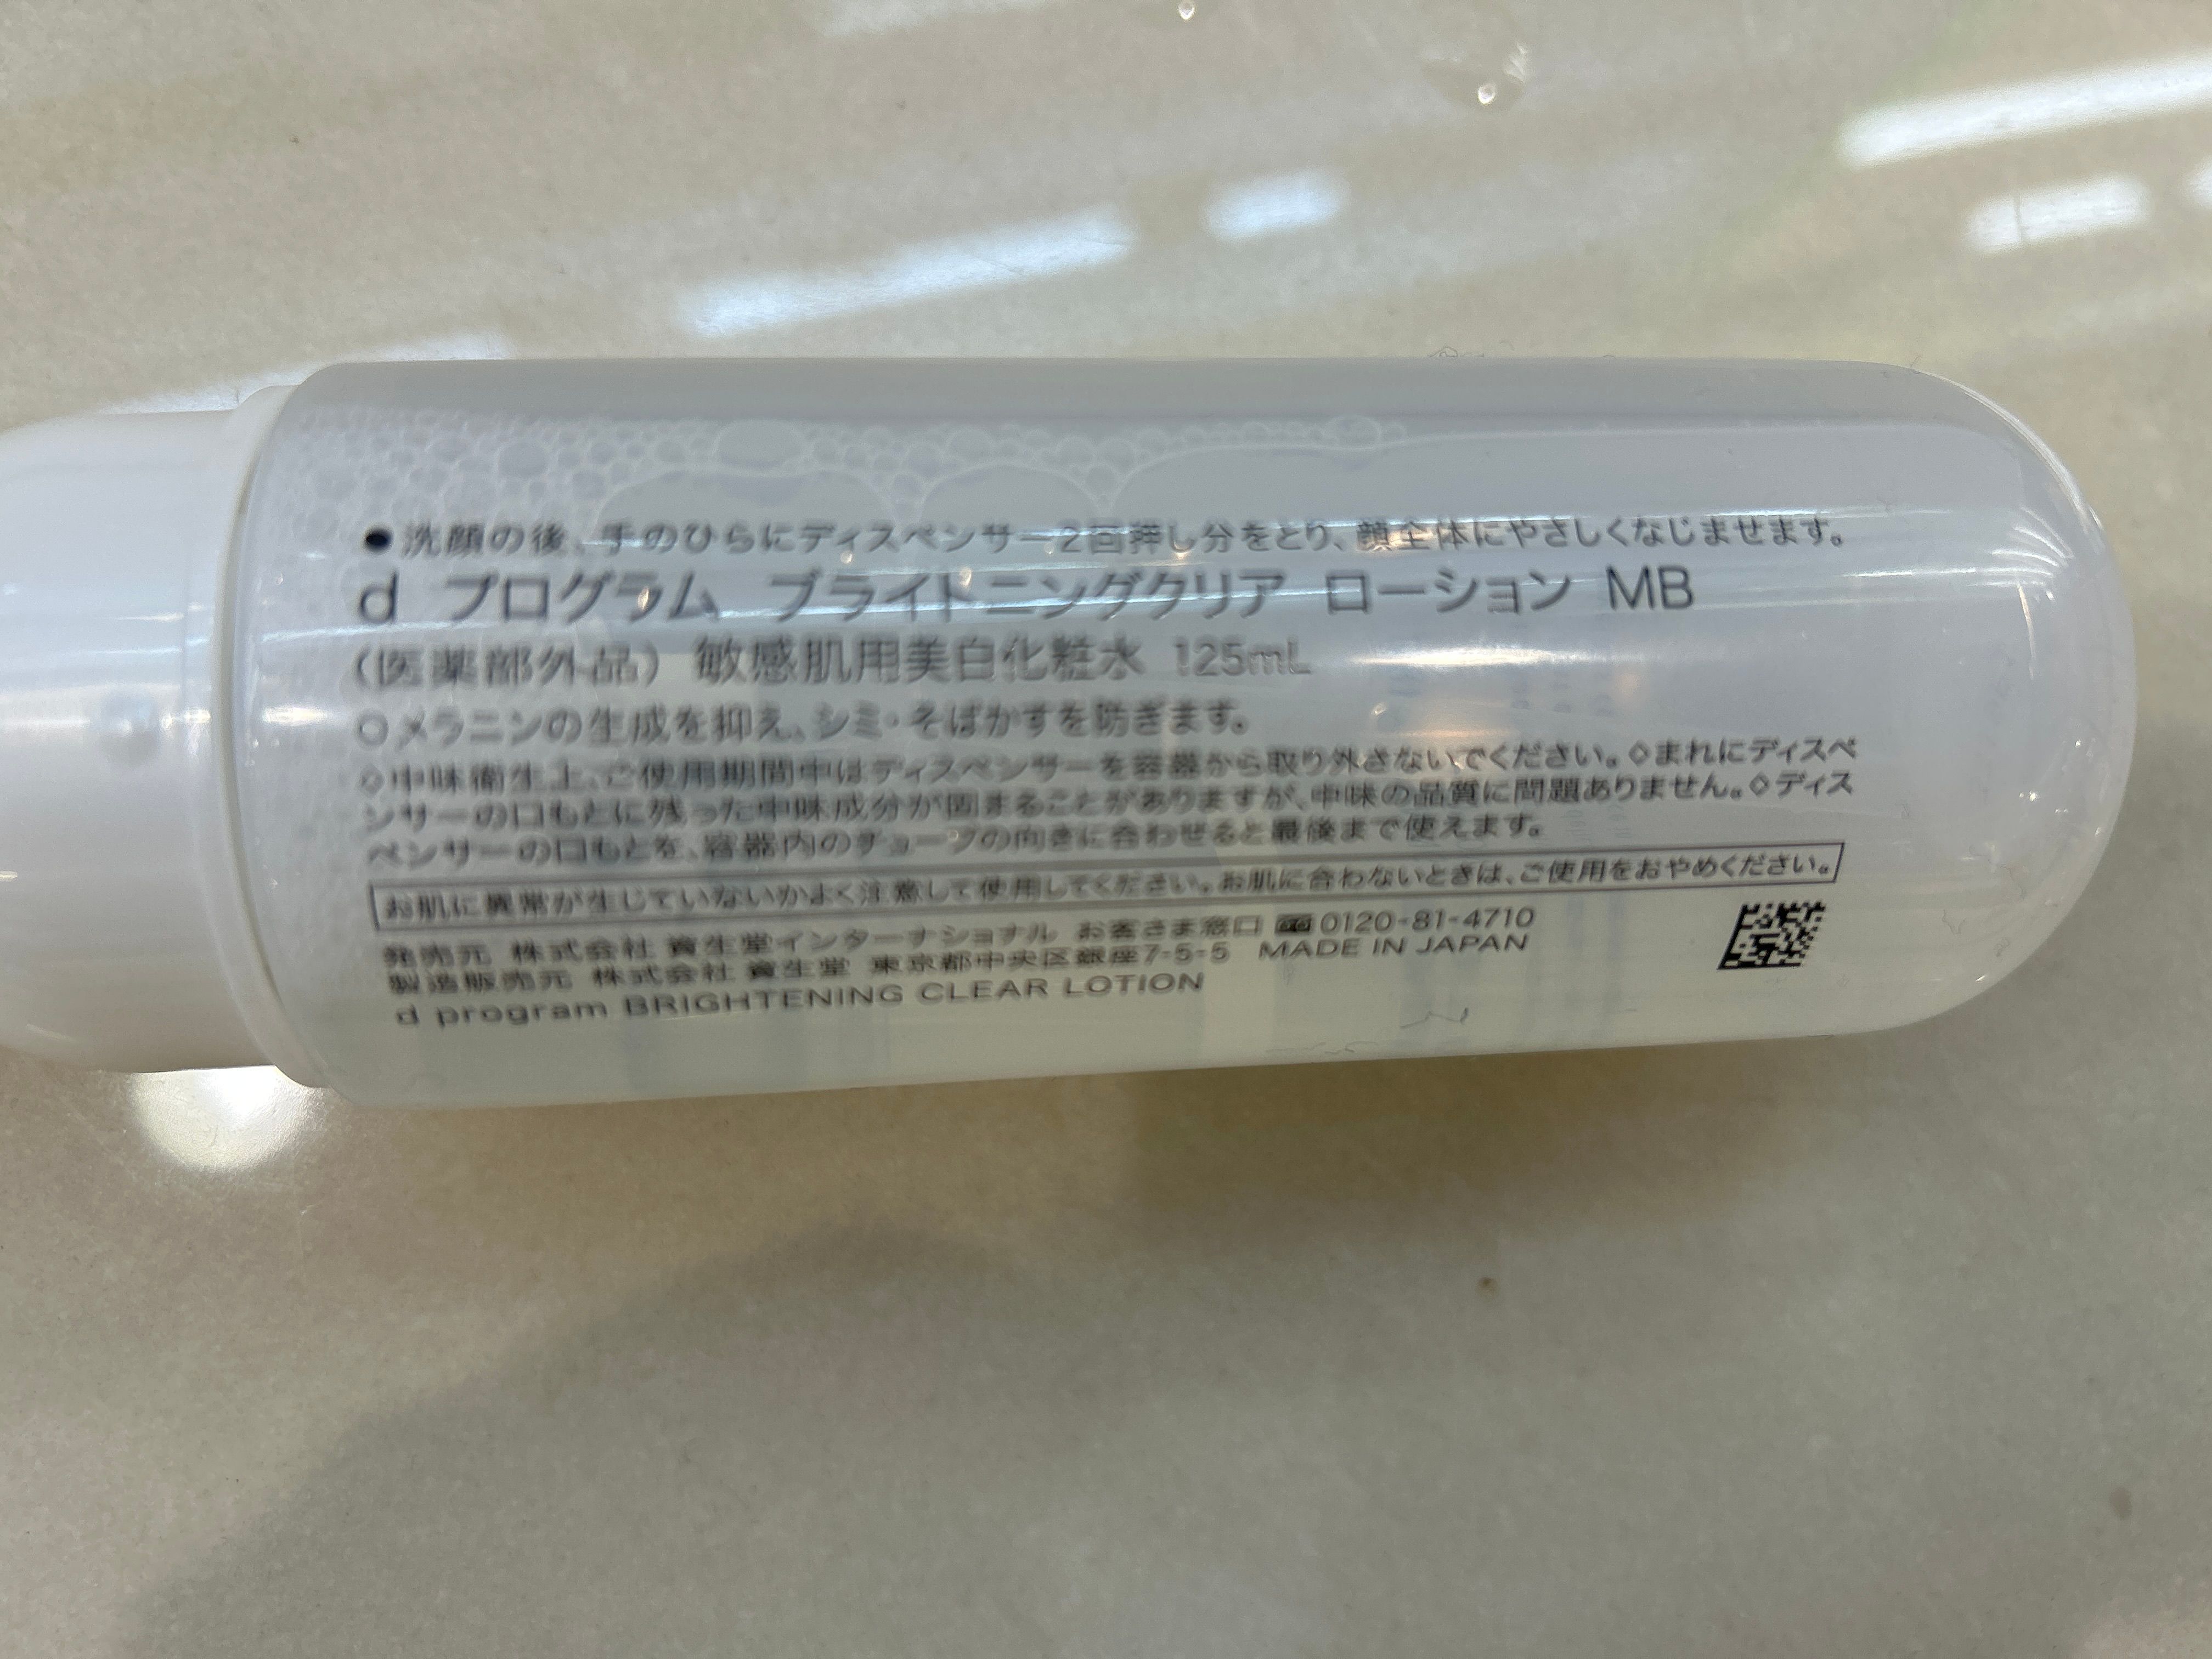 ●洗顔の後、手のひらにディスペンサー2回押し分をとり、顔全体にやさしくなじませます。
d プログラム ブライトニングクリア ローション MB
（医薬部外品） 敏感肌用美白化粧水 125mL
○メラニンの生成を抑え、シミ・そばかすを防ぎます。
◇中味衛生上、ご使用期間中はディスペンサーを容器から取り外さないでください。◇まれにディスペ
ンサーの口もとに残った中味成分が固まることがありますが、中味の品質に問題ありません。◇ディス
ペンサーの口もとを、容器内のチューブの向きに合わせると最後まで使えます。
お肌に異常が生じていないかよく注意して使用してください。お肌に合わないときは、ご使用をおやめください。
発売元 株式会社 資生堂インターナショナル お客さま窓口 0120-81-4710
製造販売元 株式会社 資生堂 東京都中央区銀座7-5-5 MADE IN JAPAN
d program BRIGHTENING CLEAR LOTION